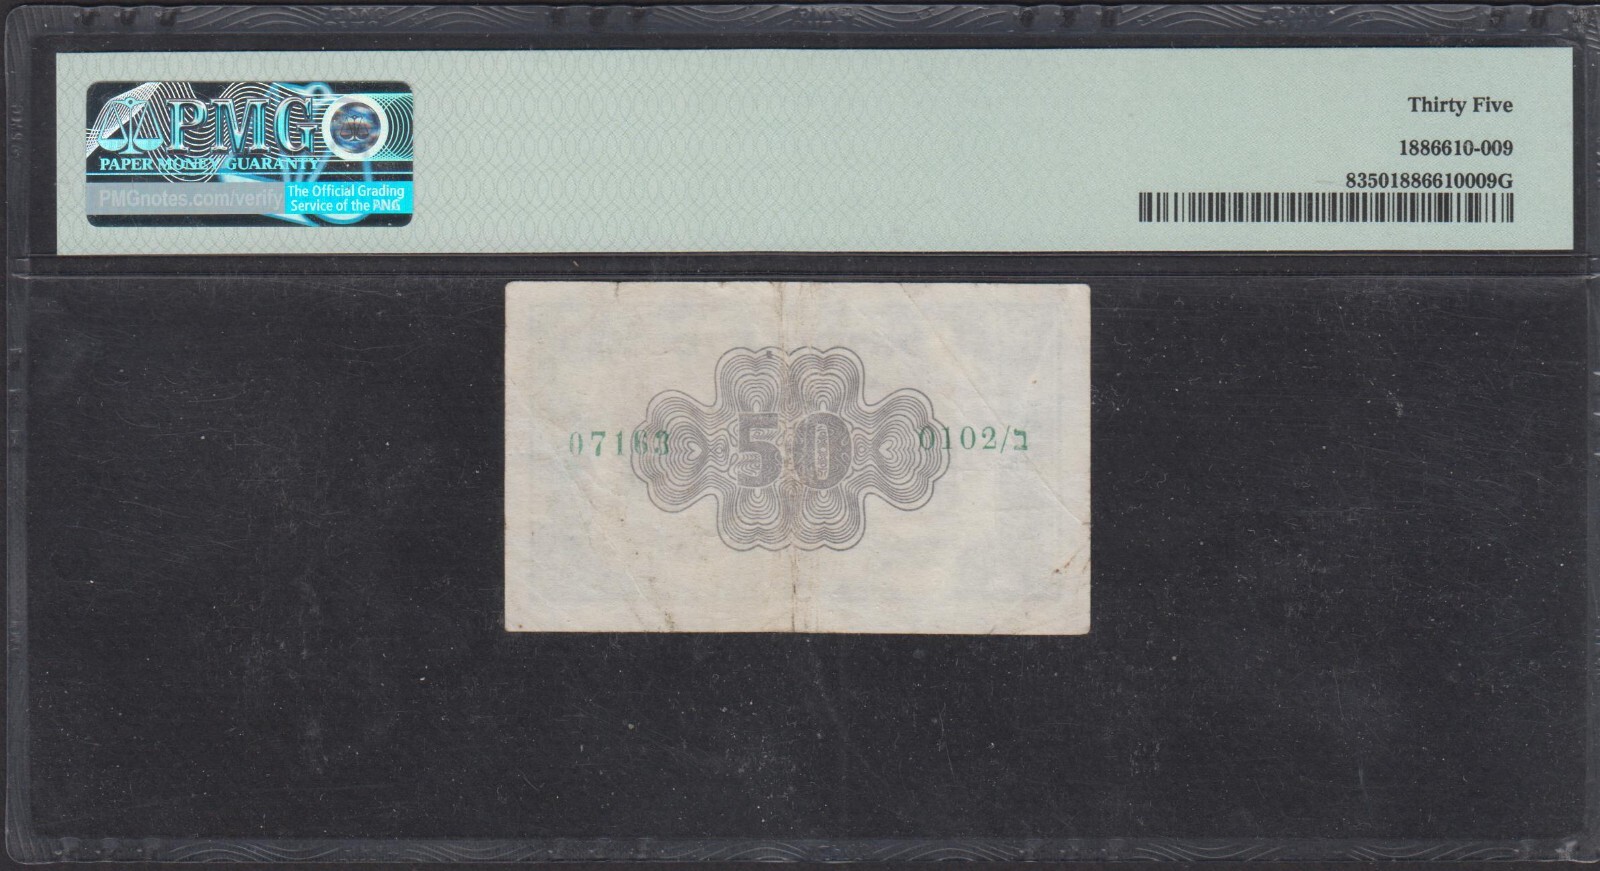 PMG
PAPER MONEY GUARANTY
PMGnotes.com/verify
The Official Grading
Service of the PNG
Thirty Five
1886610-009
83501886610009G
50
07163
0102/ב